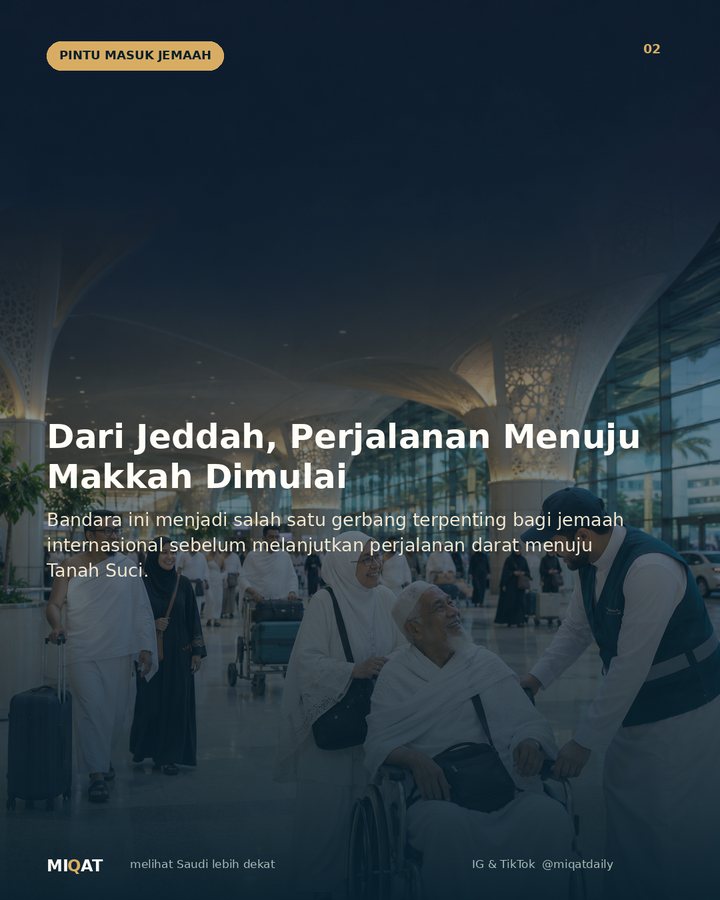 PINTU MASUK JEMAAH
02
Dari Jeddah, Perjalanan Menuju
Makkah Dimulai
Bandara ini menjadi salah satu gerbang terpenting bagi jemaah
internasional sebelum melanjutkan perjalanan darat menuju
Tanah Suci.
MIQAT
melihat Saudi lebih dekat
IG & TikTok @miqatdaily